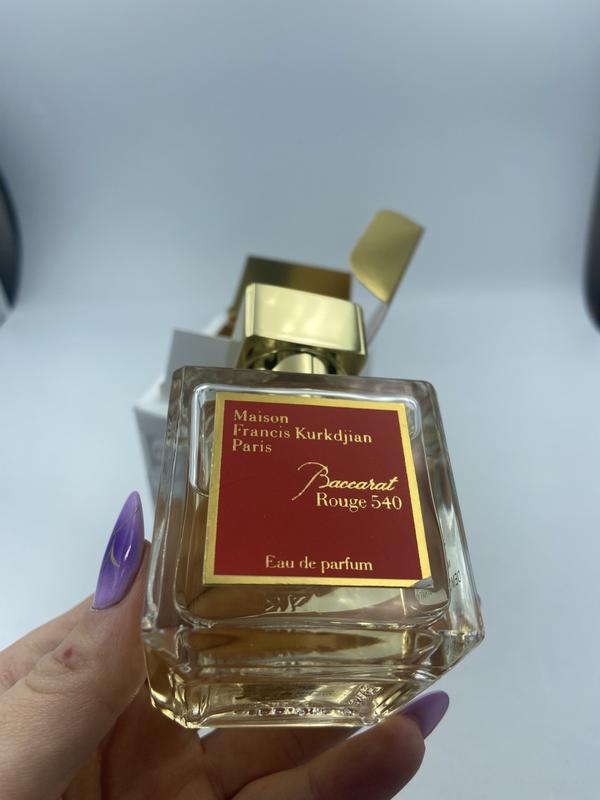 Maison
Francis Kurkdjian
Paris
Baccarat
Rouge 540
Eau de parfum